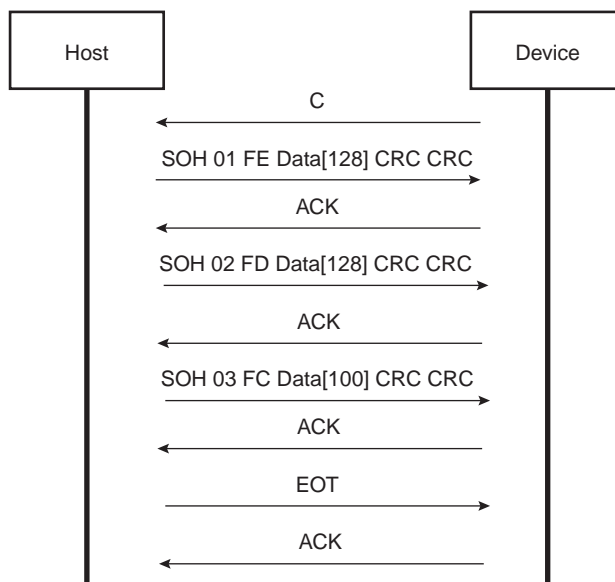 Host
Device
C
SOH 01 FE Data[128] CRC CRC
ACK
SOH 02 FD Data[128] CRC CRC
ACK
SOH 03 FC Data[100] CRC CRC
ACK
EOT
ACK